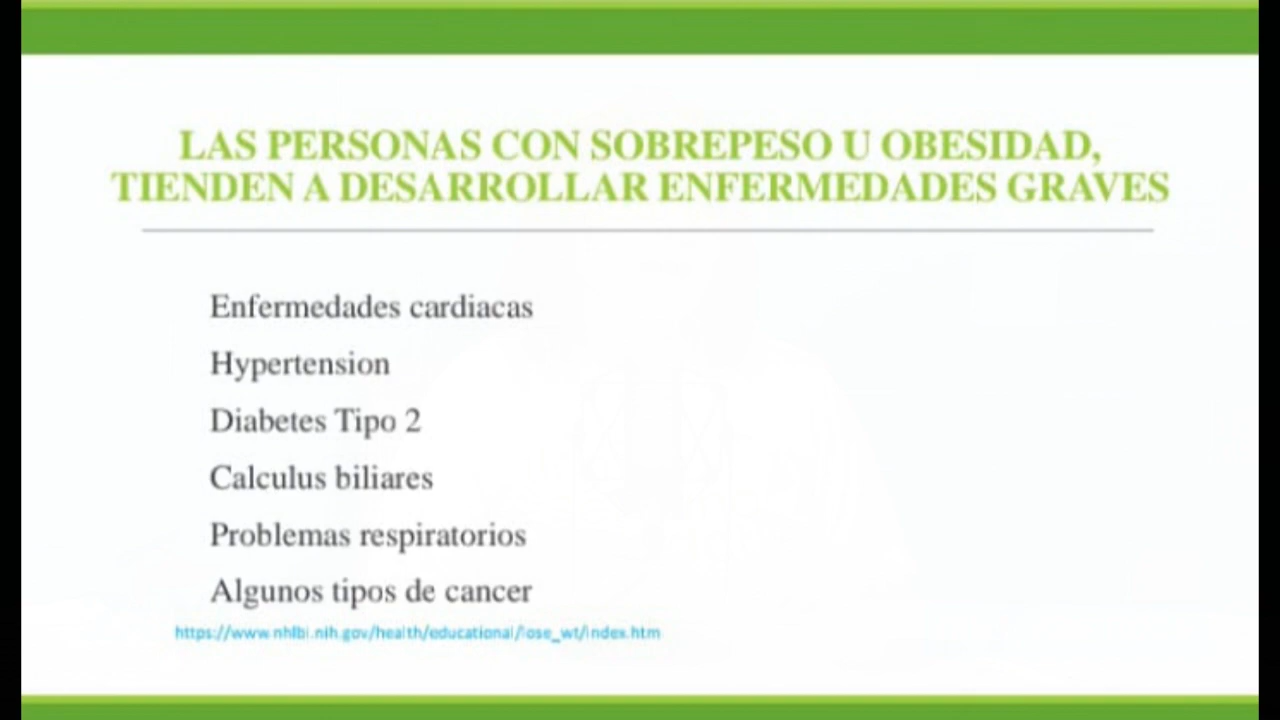 LAS PERSONAS CON SOBREPESO U OBESIDAD,
TIENDEN A DESARROLLAR ENFERMEDADES GRAVES
Enfermedades cardiacas
Hypertension
Diabetes Tipo 2
Calculus biliares
Problemas respiratorios
Algunos tipos de cancer
https://www.nhlbi.nih.gov/health/educational/lose_wt/index.htm